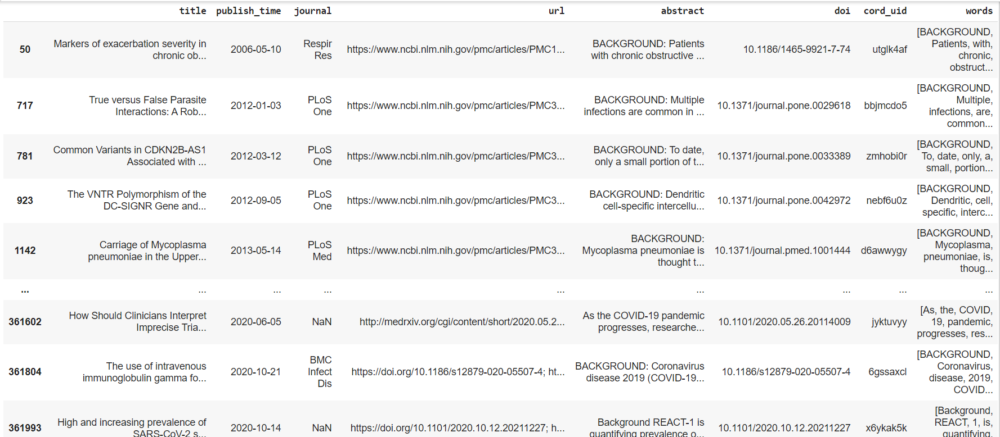 title publish_time journal url abstract doi cord_uid words
50 Markers of exacerbation severity in chronic ob... 2006-05-10 Respir Res https://www.ncbi.nlm.nih.gov/pmc/articles/PMC1... BACKGROUND: Patients with chronic obstructive ... 10.1186/1465-9921-7-74 utglk4af [BACKGROUND, Patients, with, chronic, obstruct...
717 True versus False Parasite Interactions: A Rob... 2012-01-03 PLoS One https://www.ncbi.nlm.nih.gov/pmc/articles/PMC3... BACKGROUND: Multiple infections are common in ... 10.1371/journal.pone.0029618 bbjmcdo5 [BACKGROUND, Multiple, infections, are, common...
781 Common Variants in CDKN2B-AS1 Associated with ... 2012-03-12 PLoS One https://www.ncbi.nlm.nih.gov/pmc/articles/PMC3... BACKGROUND: To date, only a small portion of t... 10.1371/journal.pone.0033389 zmhobi0r [BACKGROUND, To, date, only, a, small, portion...
923 The VNTR Polymorphism of the DC-SIGNR Gene and... 2012-09-05 PLoS One https://www.ncbi.nlm.nih.gov/pmc/articles/PMC3... BACKGROUND: Dendritic cell-specific intercellu... 10.1371/journal.pone.0042972 nebf6u0z [BACKGROUND, Dendritic, cell, specific, interc...
1142 Carriage of Mycoplasma pneumoniae in the Upper... 2013-05-14 PLoS Med https://www.ncbi.nlm.nih.gov/pmc/articles/PMC3... BACKGROUND: Mycoplasma pneumoniae is thought t... 10.1371/journal.pmed.1001444 d6awwygy [BACKGROUND, Mycoplasma, pneumoniae, is, thoug...
... ... ... ... ... ... ... ... ...
361602 How Should Clinicians Interpret Imprecise Tria... 2020-06-05 NaN http://medrxiv.org/cgi/content/short/2020.05.2... As the COVID-19 pandemic progresses, researche... 10.1101/2020.05.26.20114009 jyktuvyy [As, the, COVID, 19, pandemic, progresses, res...
361804 The use of intravenous immunoglobulin gamma fo... 2020-10-21 BMC Infect Dis https://doi.org/10.1186/s12879-020-05507-4; ht... BACKGROUND: Coronavirus disease 2019 (COVID-19... 10.1186/s12879-020-05507-4 6gssaxcl [BACKGROUND, Coronavirus, disease, 2019, COVID...
361993 High and increasing prevalence of SARS-CoV-2 s... 2020-10-14 NaN https://doi.org/10.1101/2020.10.12.20211227; h... Background REACT-1 is quantifying prevalence o... 10.1101/2020.10.12.20211227 x6ykak5k [Background, REACT, 1, is, quantifying,